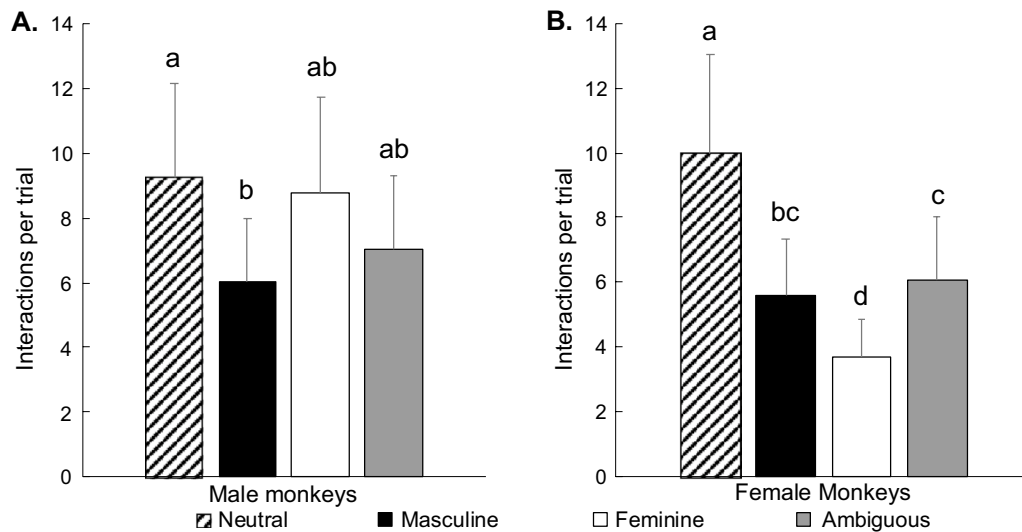 A.
Interactions per trial
14
12
10
8
6
4
2
0
a
b
ab
ab
Male monkeys
B.
Interactions per trial
14
12
10
8
6
4
2
0
a
bc
d
c
Female Monkeys
Neutral
Masculine
Feminine
Ambiguous